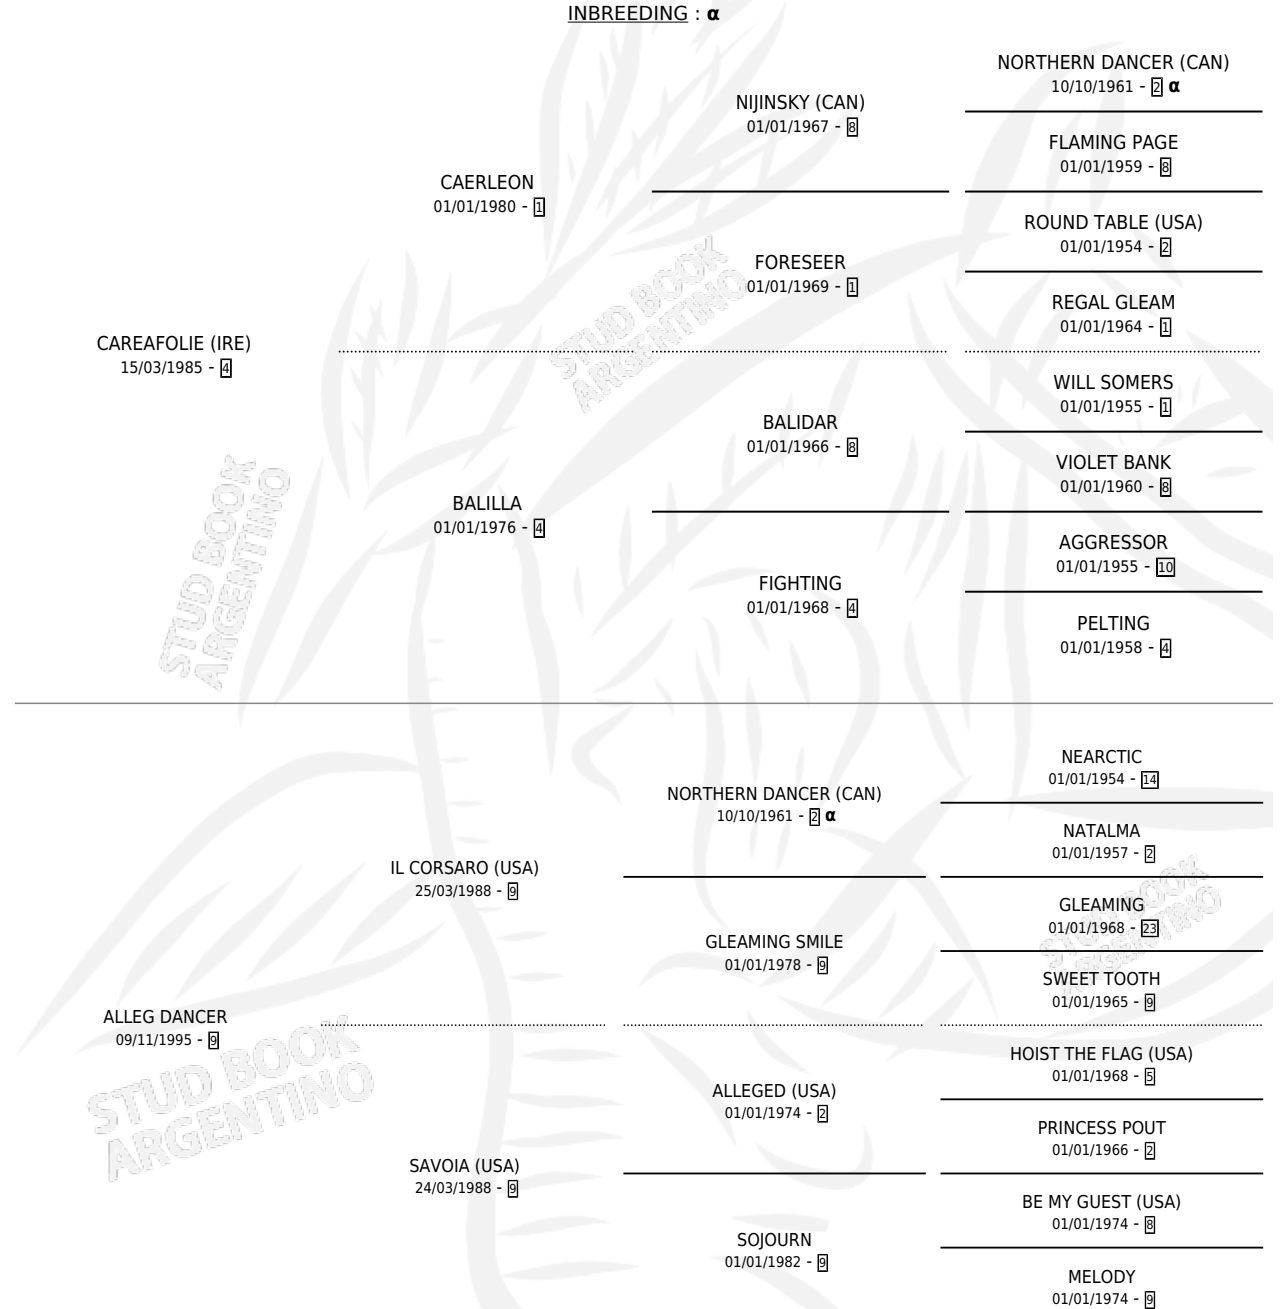 INBREEDING : α
NORTHERN DANCER (CAN)
10/10/1961 - 2 α
NIJINSKY (CAN)
01/01/1967 - 8
FLAMING PAGE
01/01/1959 - 8
CAERLEON
01/01/1980 - 1
ROUND TABLE (USA)
01/01/1954 - 2
FORESEER
01/01/1969 - 1
REGAL GLEAM
01/01/1964 - 1
CAREAFOLIE (IRE)
15/03/1985 - 4
WILL SOMERS
01/01/1955 - 1
BALIDAR
01/01/1966 - 8
VIOLET BANK
01/01/1960 - 8
BALILLA
01/01/1976 - 4
AGGRESSOR
01/01/1955 - 10
FIGHTING
01/01/1968 - 4
PELTING
01/01/1958 - 4
NEARCTIC
01/01/1954 - 14
NORTHERN DANCER (CAN)
10/10/1961 - 2 α
NATALMA
01/01/1957 - 2
IL CORSARO (USA)
25/03/1988 - 9
GLEAMING
01/01/1968 - 23
GLEAMING SMILE
01/01/1978 - 9
SWEET TOOTH
01/01/1965 - 9
ALLEG DANCER
09/11/1995 - 9
HOIST THE FLAG (USA)
01/01/1968 - 5
ALLEGED (USA)
01/01/1974 - 2
PRINCESS POUT
01/01/1966 - 2
SAVOIA (USA)
24/03/1988 - 9
BE MY GUEST (USA)
01/01/1974 - 8
SOJOURN
01/01/1982 - 9
MELODY
01/01/1974 - 9
STUD BOOK
ARGENTINO
STUD BOOK
ARGENTINO
STUD BOOK
ARGENTINO
STUD BOOK
ARGENTINO